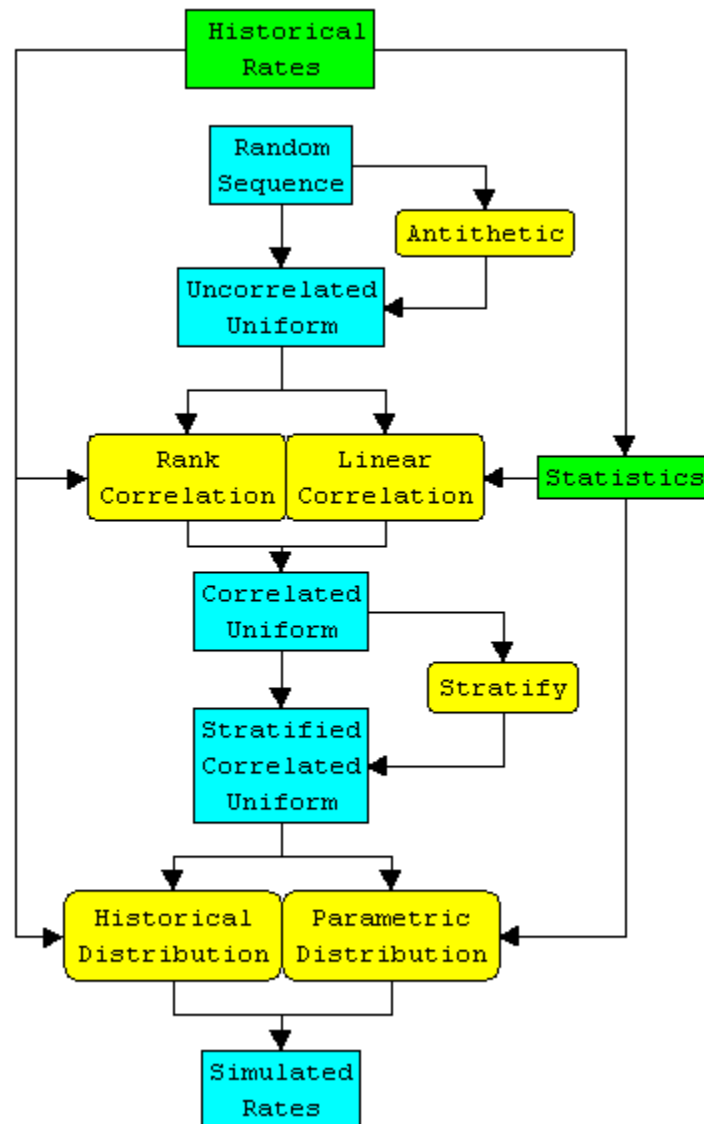 Historical
Rates
Random
Sequence
Antithetic
Uncorrelated
Uniform
Rank
Correlation
Linear
Correlation
Statistics
Correlated
Uniform
Stratify
Stratified
Correlated
Uniform
Historical
Distribution
Parametric
Distribution
Simulated
Rates